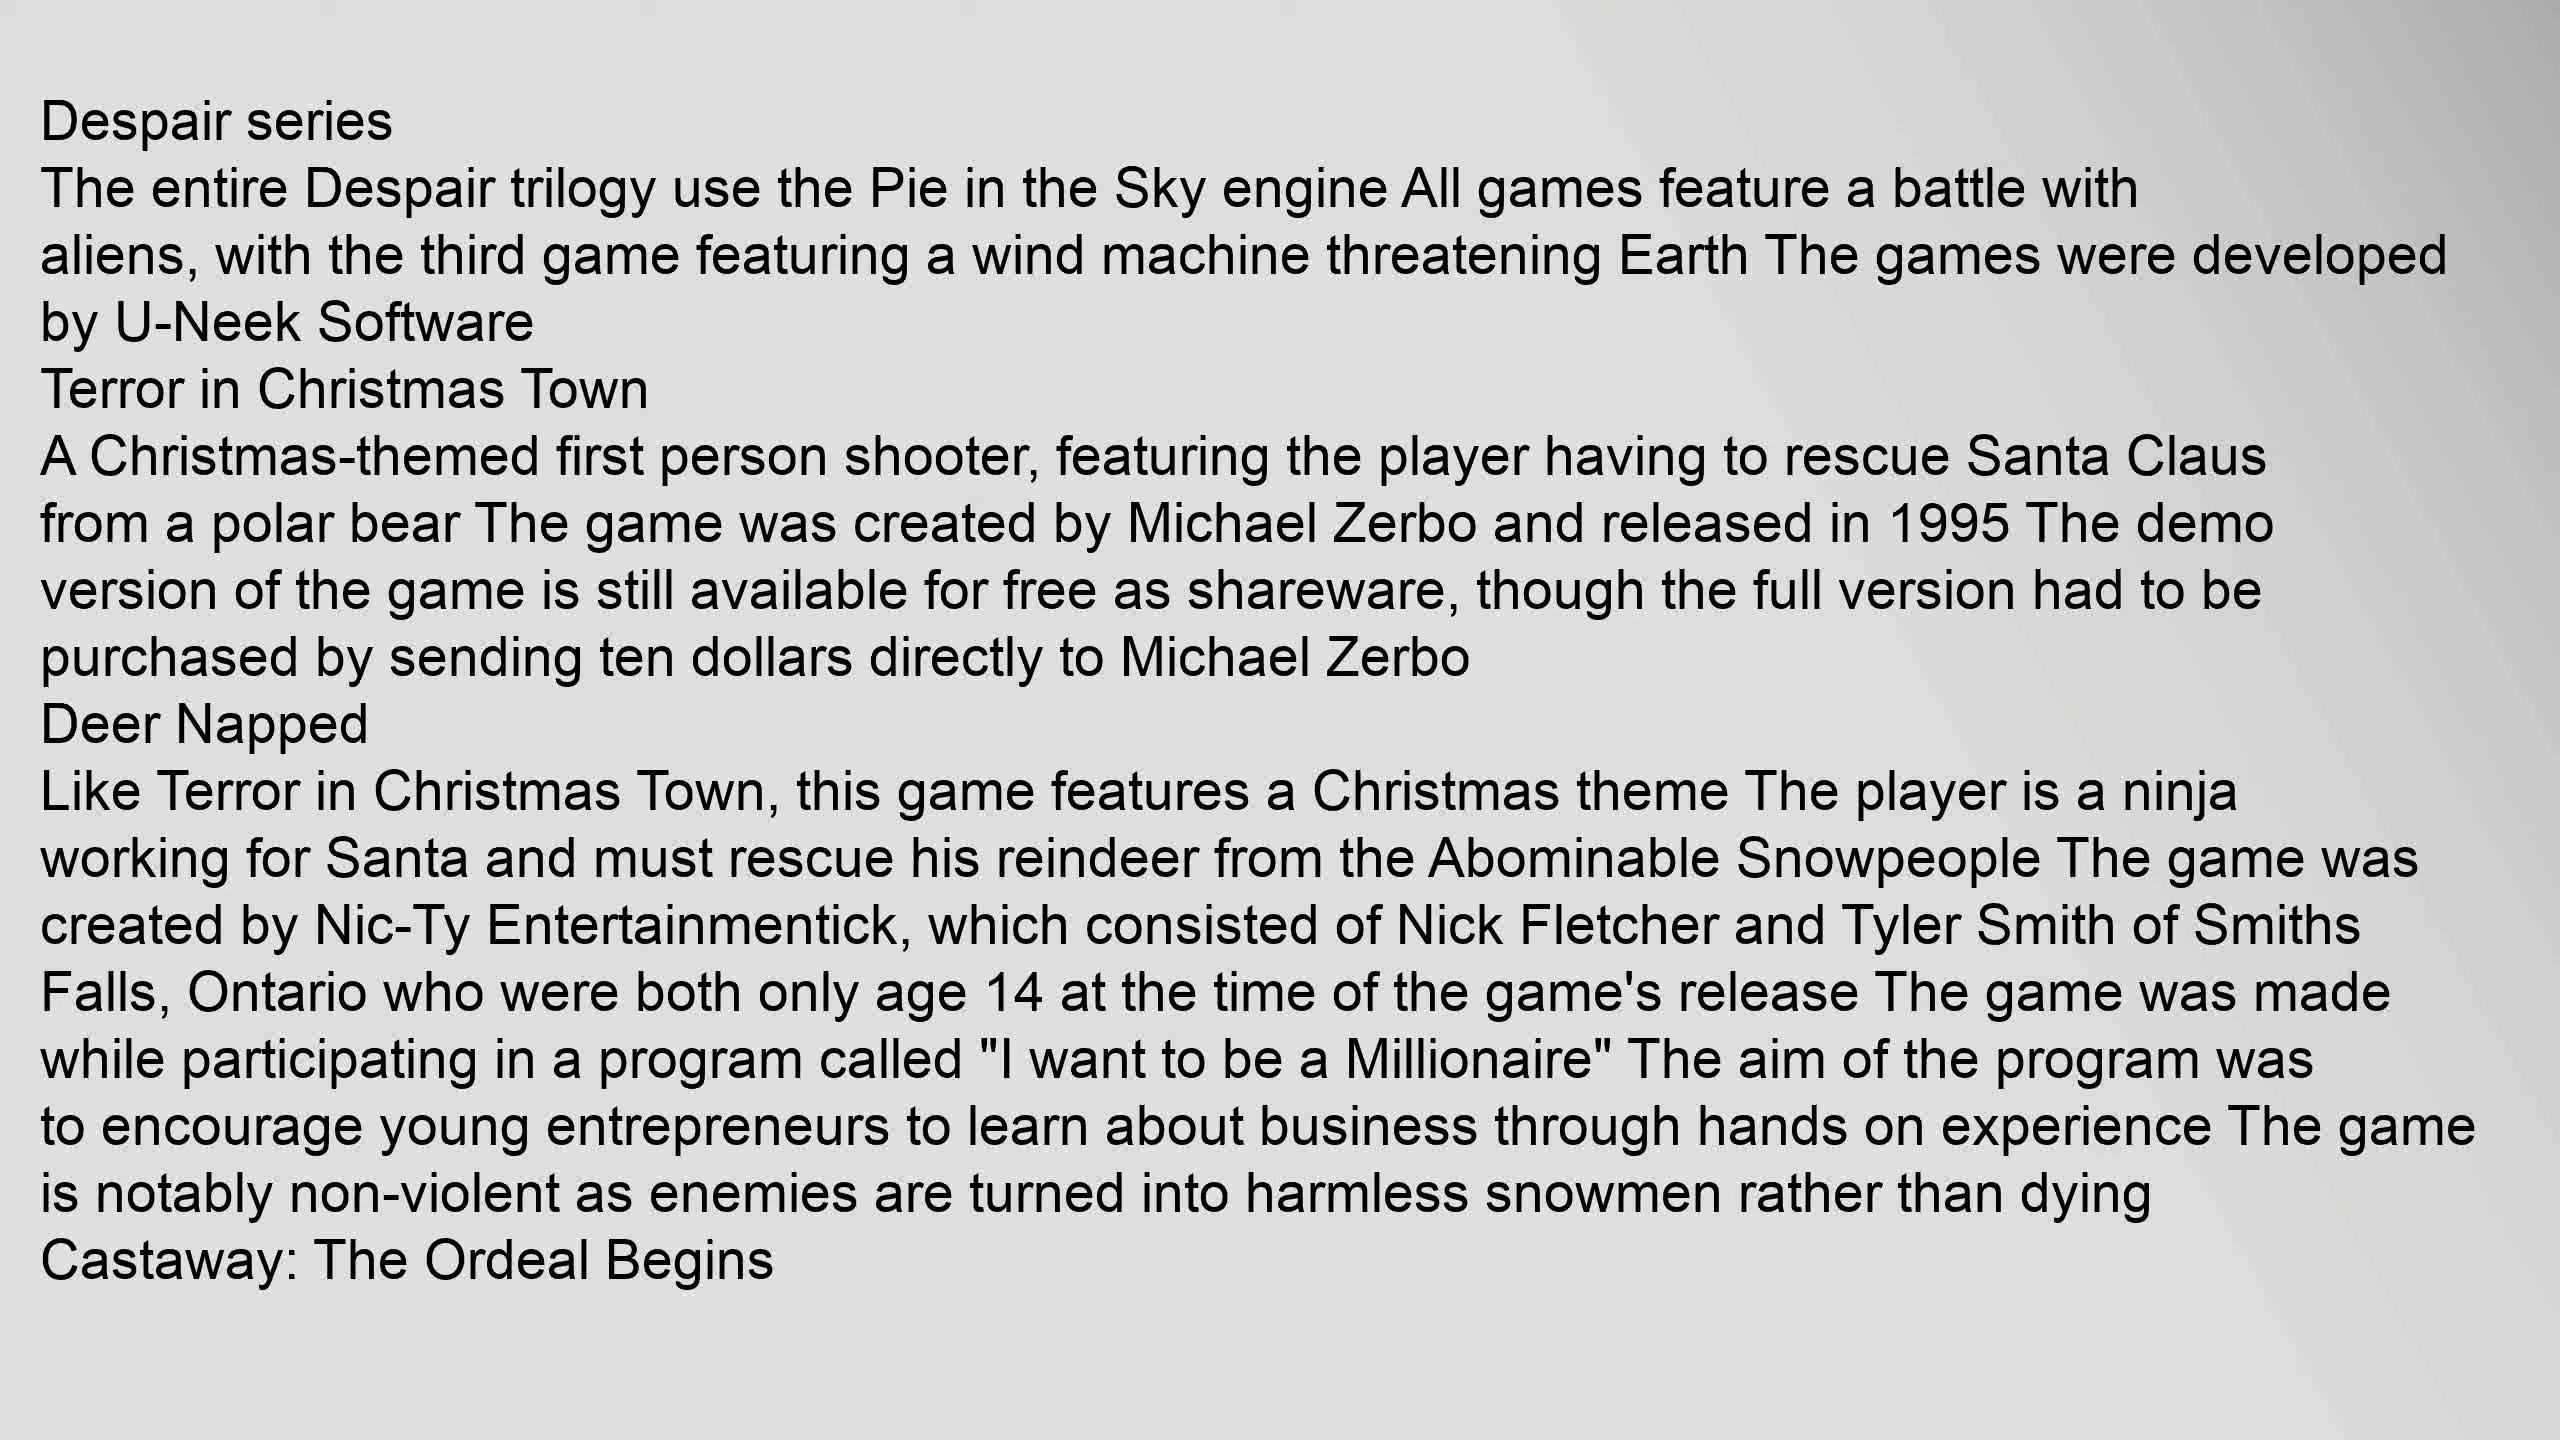 Despair series
The entire Despair trilogy use the Pie in the Sky engine All games feature a battle with
aliens, with the third game featuring a wind machine threatening Earth The games were developed
by U-Neek Software
Terror in Christmas Town
A Christmas-themed first person shooter, featuring the player having to rescue Santa Claus
from a polar bear The game was created by Michael Zerbo and released in 1995 The demo
version of the game is still available for free as shareware, though the full version had to be
purchased by sending ten dollars directly to Michael Zerbo
Deer Napped
Like Terror in Christmas Town, this game features a Christmas theme The player is a ninja
working for Santa and must rescue his reindeer from the Abominable Snowpeople The game was
created by Nic-Ty Entertainmentick, which consisted of Nick Fletcher and Tyler Smith of Smiths
Falls, Ontario who were both only age 14 at the time of the game's release The game was made
while participating in a program called "I want to be a Millionaire" The aim of the program was
to encourage young entrepreneurs to learn about business through hands on experience The game
is notably non-violent as enemies are turned into harmless snowmen rather than dying
Castaway: The Ordeal Begins